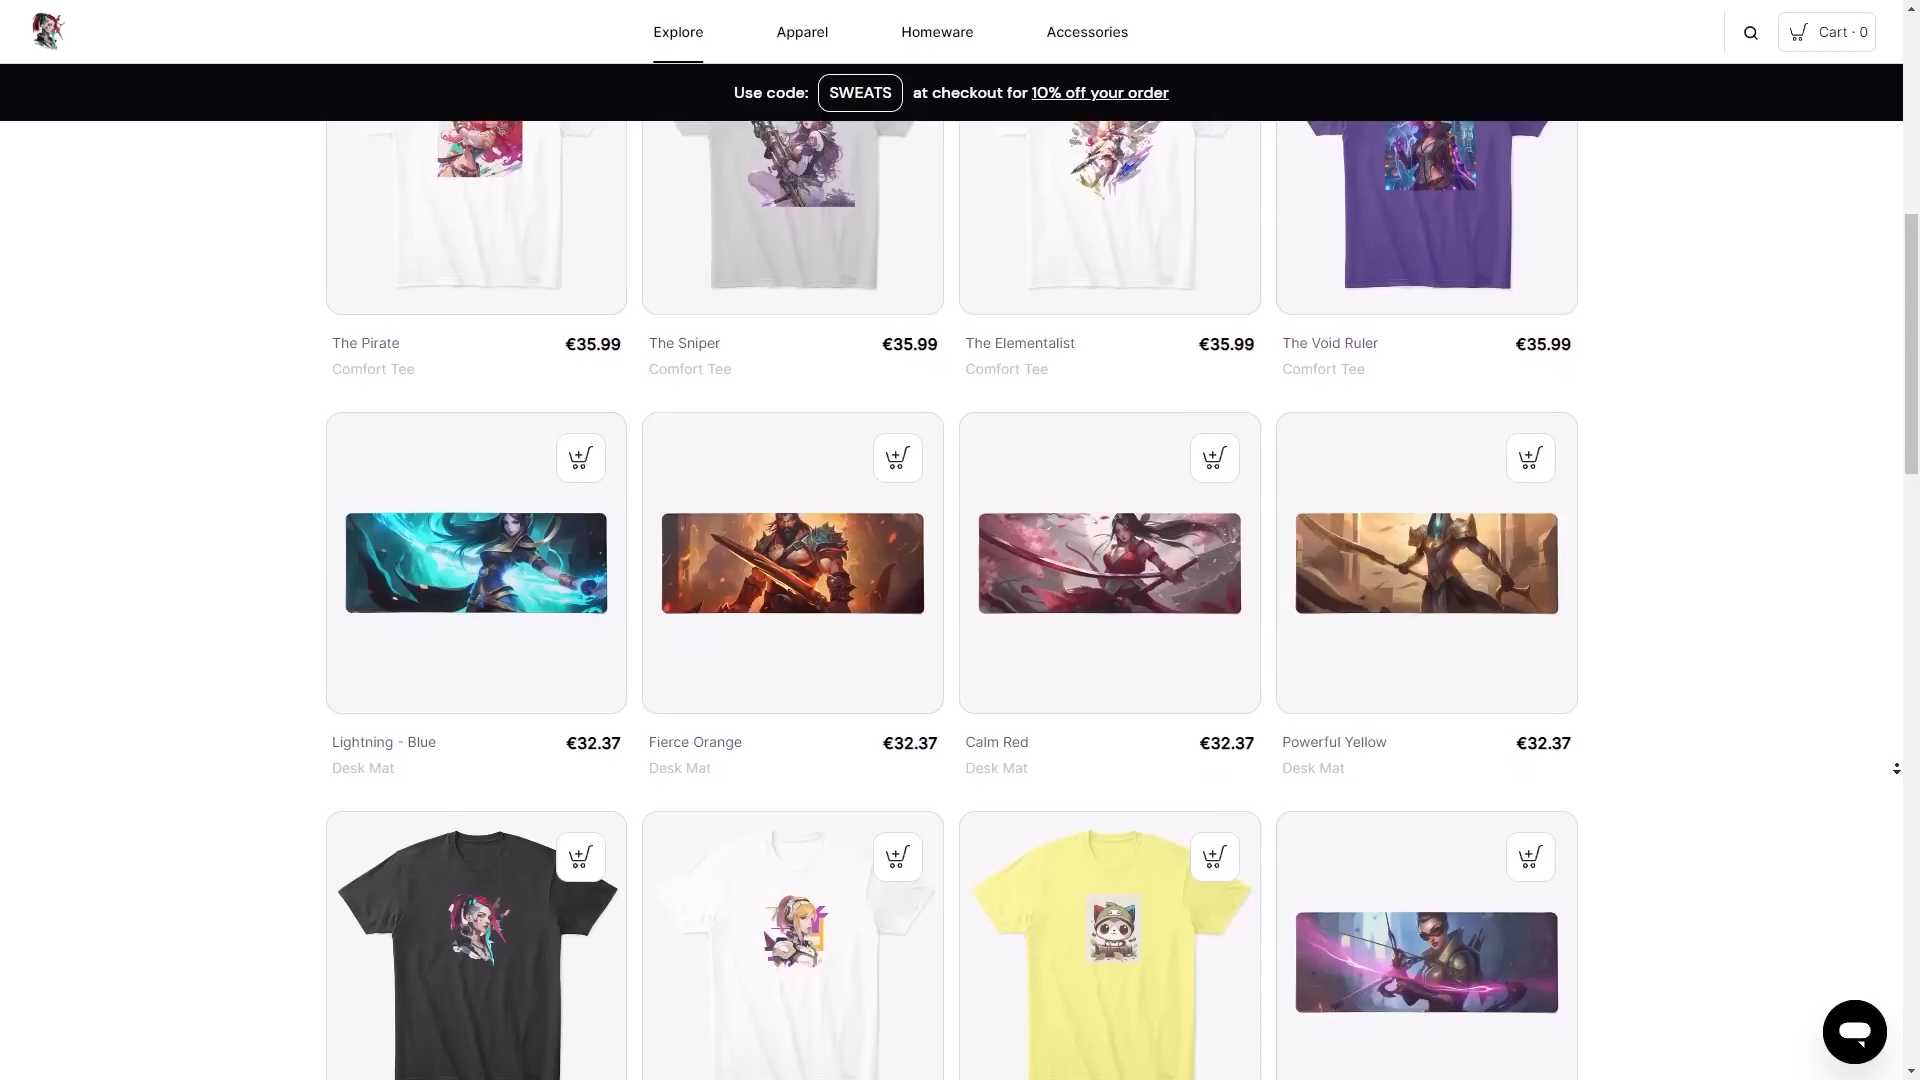 Explore Apparel Homeware Accessories Cart · 0
Use code: SWEATS at checkout for 10% off your order
The Pirate €35.99 The Sniper €35.99 The Elementalist €35.99 The Void Ruler €35.99
Comfort Tee Comfort Tee Comfort Tee Comfort Tee
Lightning - Blue €32.37 Fierce Orange €32.37 Calm Red €32.37 Powerful Yellow €32.37
Desk Mat Desk Mat Desk Mat Desk Mat